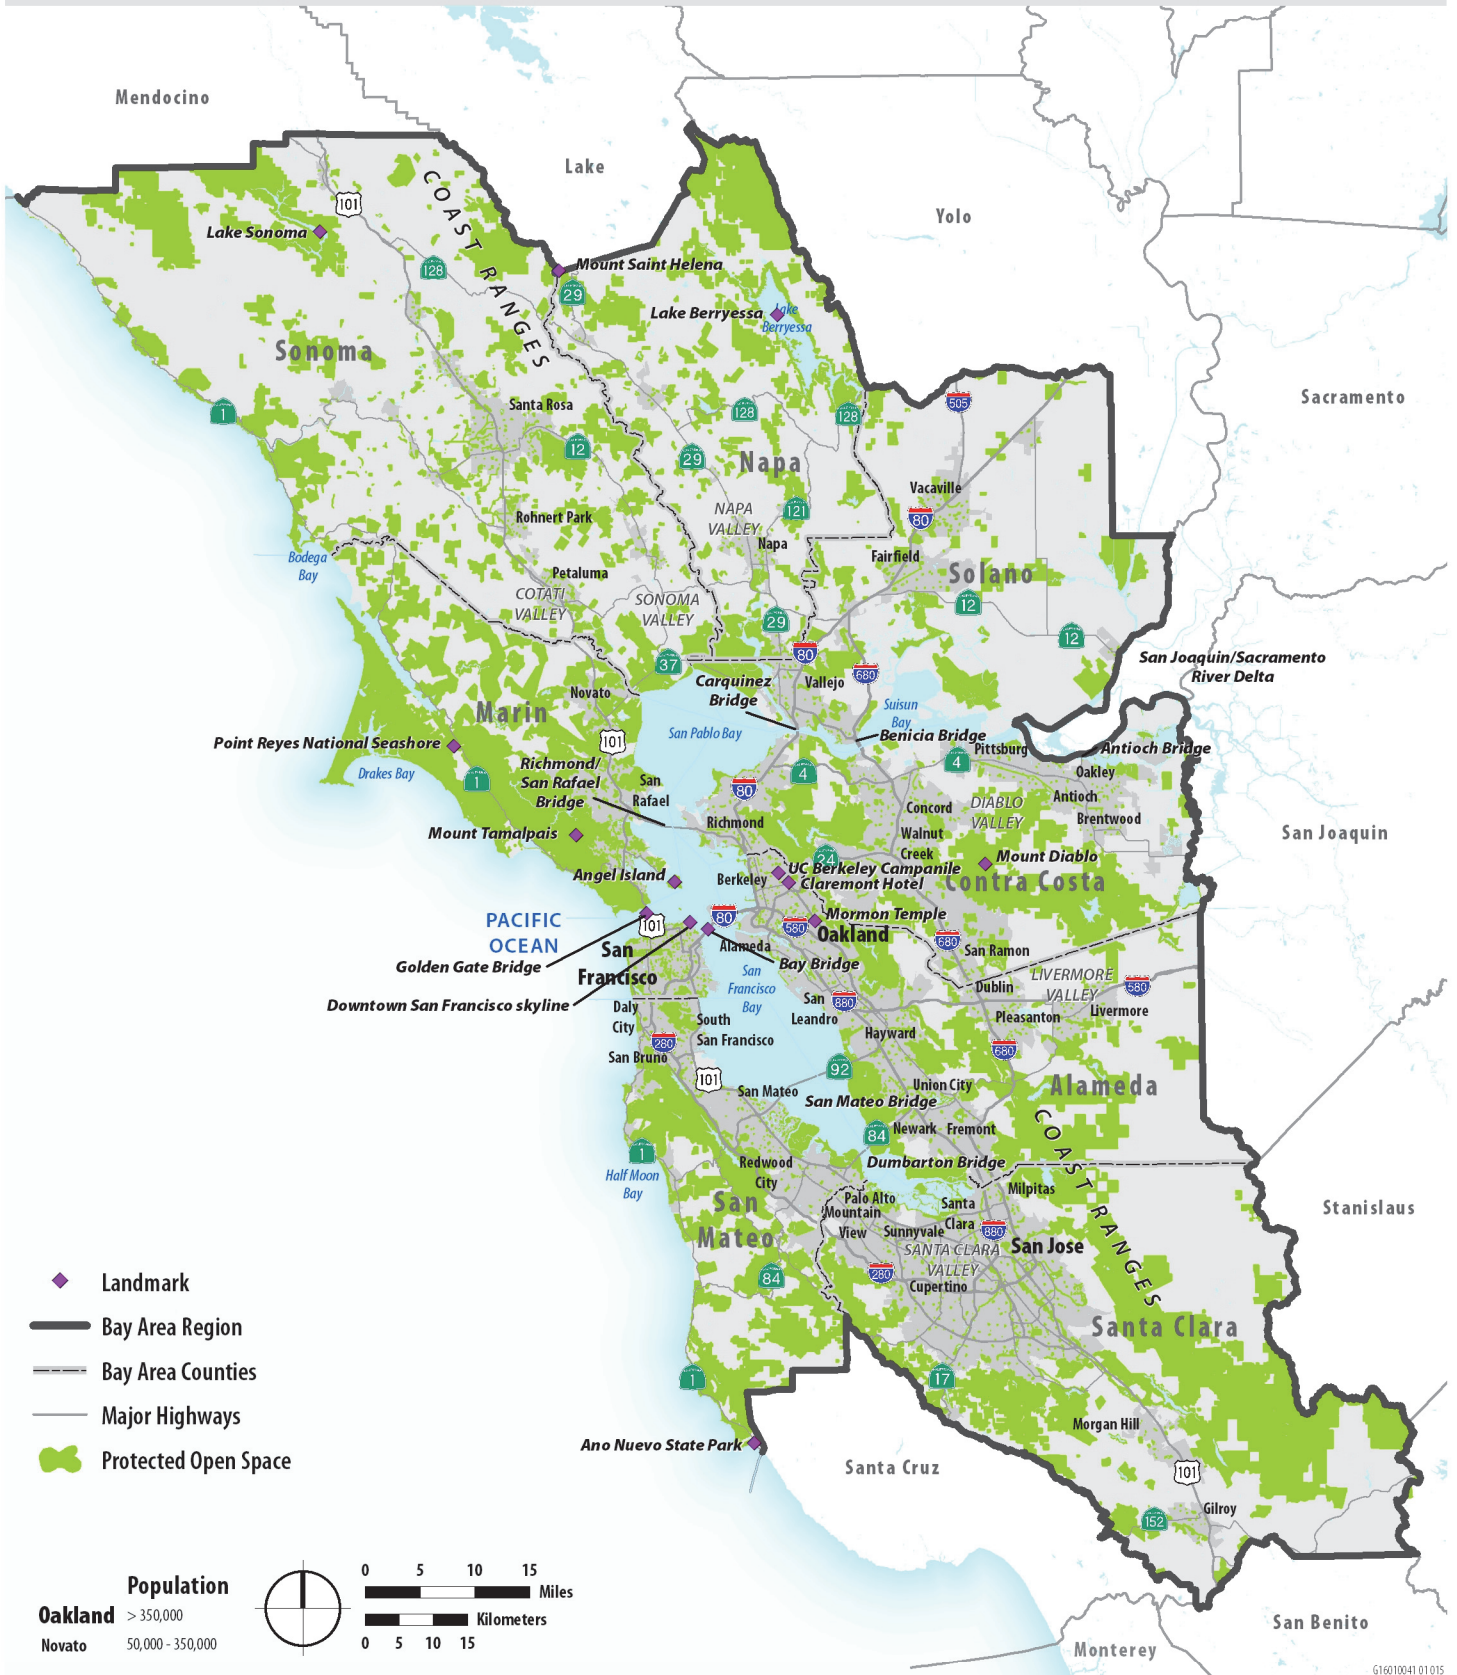 Mendocino
Lake
Yolo
COAST RANGES
101
Lake Sonoma
128
Mount Saint Helena
29
Lake Berryessa
Lake
Berryessa
Sonoma
Sacramento
1
Santa Rosa
128
128
505
12
29
Napa
Vacaville
NAPA
VALLEY
121
80
Rohnert Park
Napa
Fairfield
Bodega
Bay
Petaluma
Solano
COTATI
VALLEY
SONOMA
VALLEY
12
29
12
37
80
San Joaquin/Sacramento
River Delta
Carquinez
Bridge
Vallejo
680
Novato
Marin
Suisun
Bay
San Pablo Bay
Benicia Bridge
Point Reyes National Seashore
101
Pittsburg
Antioch Bridge
Drakes Bay
1
Richmond/
San Rafael
Bridge
San
Rafael
4
4
Oakley
80
Antioch
Concord
DIABLO
VALLEY
Brentwood
Richmond
Mount Tamalpais
Walnut
Creek
San Joaquin
24
Mount Diablo
Angel Island
Berkeley
UC Berkeley Campanile
Claremont Hotel
Contra Costa
PACIFIC
OCEAN
101
80
580
Mormon Temple
Oakland
680
San
Francisco
Alameda
San Ramon
Golden Gate Bridge
Bay Bridge
San
Francisco
Bay
LIVERMORE
VALLEY
580
Dublin
Downtown San Francisco skyline
Daly
City
San
Leandro
880
Pleasanton
Livermore
South
San Francisco
Hayward
280
San Bruno
680
101
92
San Mateo
Union City
Alameda
San Mateo Bridge
84
Newark
Fremont
COAST RANGES
1
Half Moon
Bay
Redwood
City
Dumbarton Bridge
Milpitas
San
Mateo
Palo Alto
Mountain
View
Santa
Clara
Sunnyvale
880
Stanislaus
SANTA CLARA
VALLEY
San Jose
84
280
Cupertino
Santa Clara
1
17
Morgan Hill
Ano Nuevo State Park
Santa Cruz
101
152
Gilroy
San Benito
Monterey
Landmark
Bay Area Region
Bay Area Counties
Major Highways
Protected Open Space
Population
Oakland > 350,000
Novato 50,000 - 350,000
0 5 10 15
Miles
Kilometers
0 5 10 15
G16010041 01 015